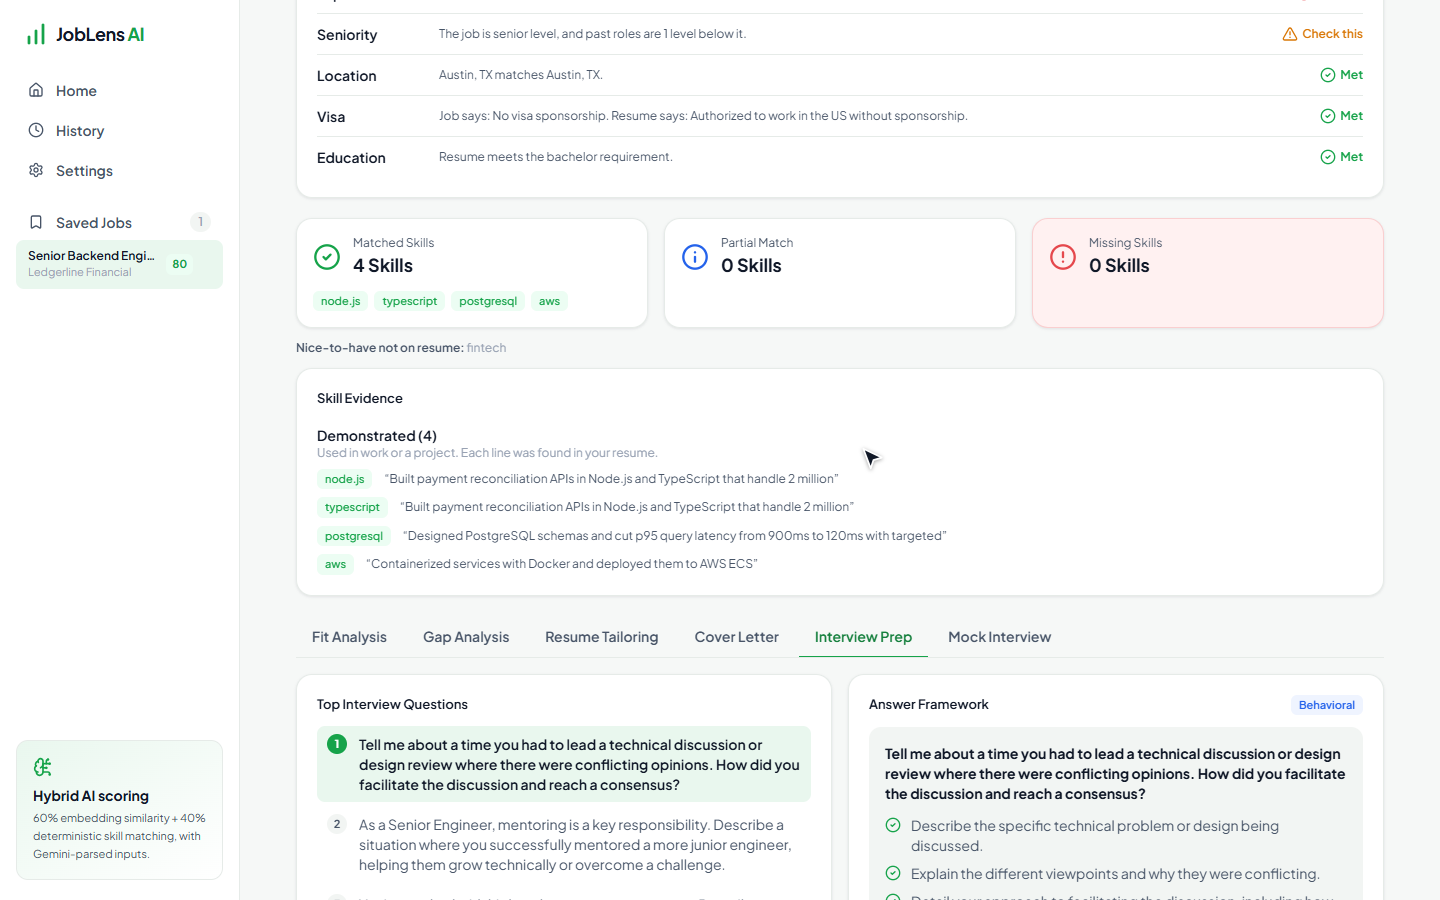 JobLens AI
Home
History
Settings
Saved Jobs 1
Senior Backend Engi...
Ledgerline Financial
80
Hybrid AI scoring
60% embedding similarity + 40%
deterministic skill matching, with
Gemini-parsed inputs.
Seniority The job is senior level, and past roles are 1 level below it. Check this
Location Austin, TX matches Austin, TX. Met
Visa Job says: No visa sponsorship. Resume says: Authorized to work in the US without sponsorship. Met
Education Resume meets the bachelor requirement. Met
Matched Skills
4 Skills
node.js typescript postgresql aws
Partial Match
0 Skills
Missing Skills
0 Skills
Nice-to-have not on resume: fintech
Skill Evidence
Demonstrated (4)
Used in work or a project. Each line was found in your resume.
node.js “Built payment reconciliation APIs in Node.js and TypeScript that handle 2 million”
typescript “Built payment reconciliation APIs in Node.js and TypeScript that handle 2 million”
postgresql “Designed PostgreSQL schemas and cut p95 query latency from 900ms to 120ms with targeted”
aws “Containerized services with Docker and deployed them to AWS ECS”
Fit Analysis Gap Analysis Resume Tailoring Cover Letter Interview Prep Mock Interview
Top Interview Questions
1 Tell me about a time you had to lead a technical discussion or
design review where there were conflicting opinions. How did you
facilitate the discussion and reach a consensus?
2 As a Senior Engineer, mentoring is a key responsibility. Describe a
situation where you successfully mentored a more junior engineer,
helping them grow technically or overcome a challenge.
Answer Framework Behavioral
Tell me about a time you had to lead a technical discussion or design
review where there were conflicting opinions. How did you facilitate
the discussion and reach a consensus?
Describe the specific technical problem or design being
discussed.
Explain the different viewpoints and why they were conflicting.